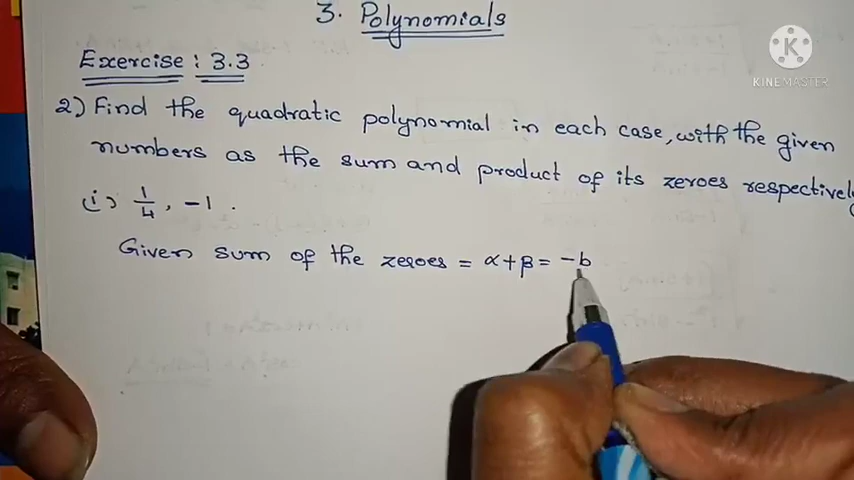 3. Polynomials
K
KINEMASTER
Exercise : 3.3
2) Find the quadratic polynomial in each case, with the given
numbers as the sum and product of its zeroes respectively
(i) 1/4, -1.
Given sum of the zeroes = α+β = -b